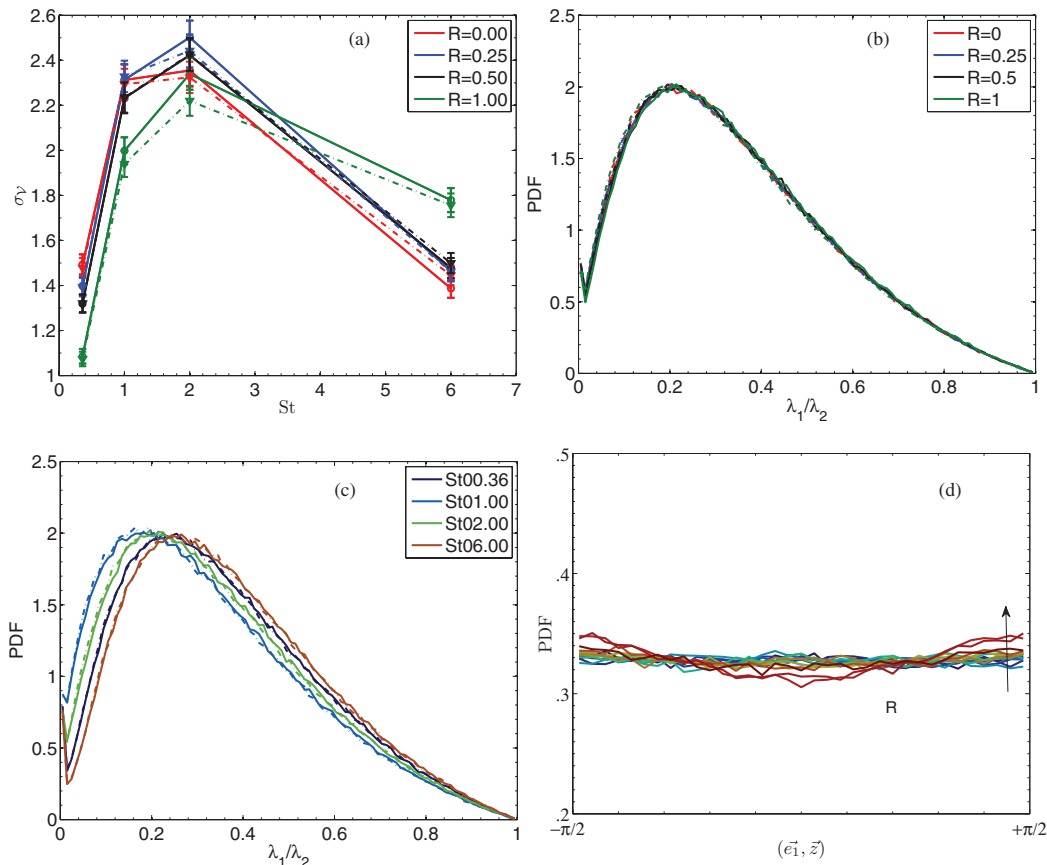 (a)
R=0.00
R=0.25
R=0.50
R=1.00
2.6
2.4
2.2
2
1.8
1.6
1.4
1.2
1
σ𝒱
0 1 2 3 4 5 6 7
St
(b)
R=0
R=0.25
R=0.5
R=1
2.5
2
1.5
1
0.5
0
PDF
0 0.2 0.4 0.6 0.8 1
λ1/λ2
(c)
St00.36
St01.00
St02.00
St06.00
2.5
2
1.5
1
0.5
0
PDF
0 0.2 0.4 0.6 0.8 1
λ1/λ2
(d)
.5
.4
.3
.2
PDF
R
−π/2 +π/2
(e⃗1, z⃗)